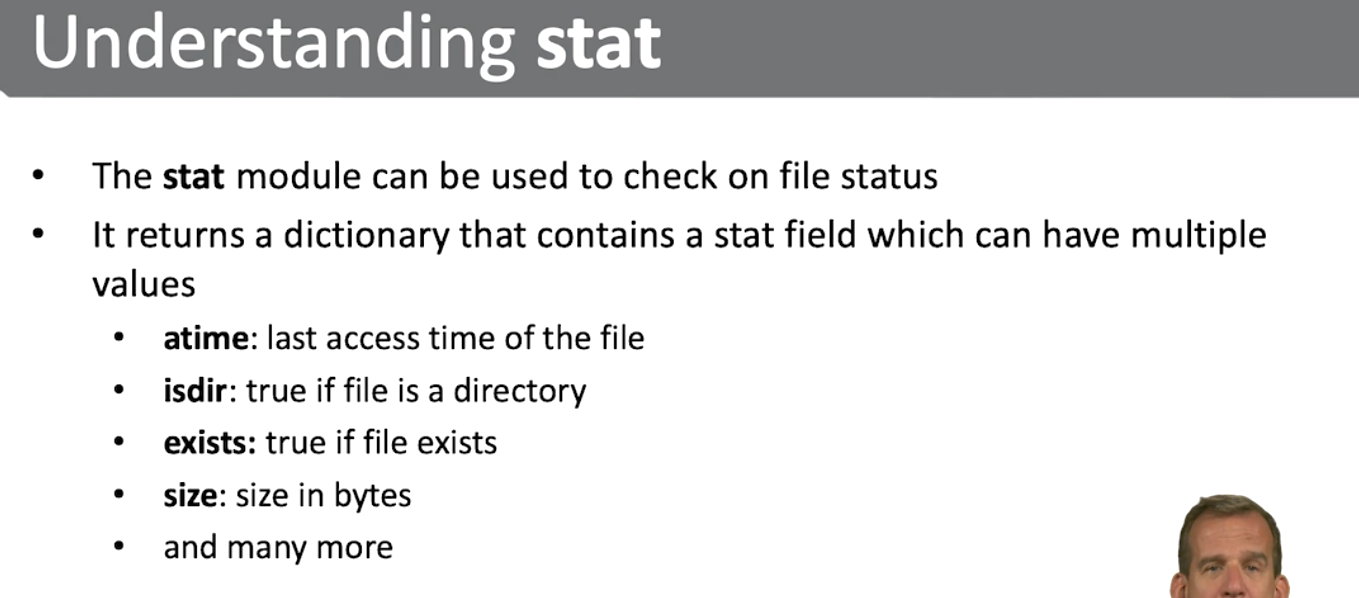 Understanding stat
• The stat module can be used to check on file status
• It returns a dictionary that contains a stat field which can have multiple
values
• atime: last access time of the file
• isdir: true if file is a directory
• exists: true if file exists
• size: size in bytes
• and many more